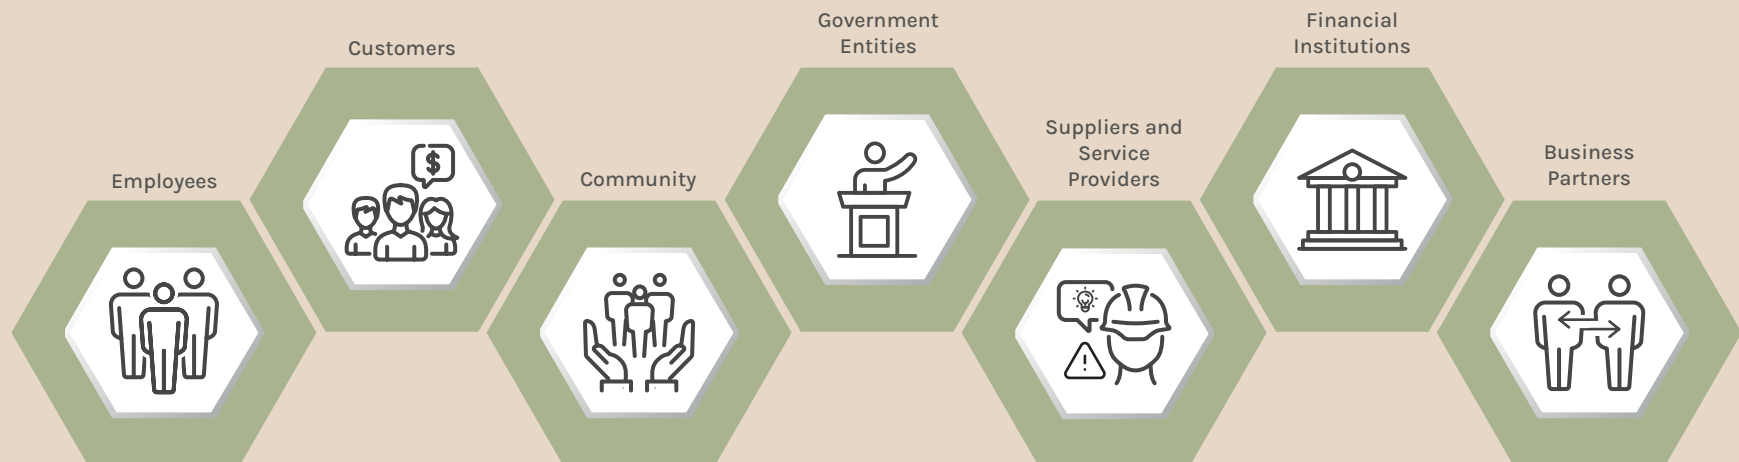 Employees
Customers
Community
Government
Entities
Suppliers and
Service
Providers
Financial
Institutions
Business
Partners
$